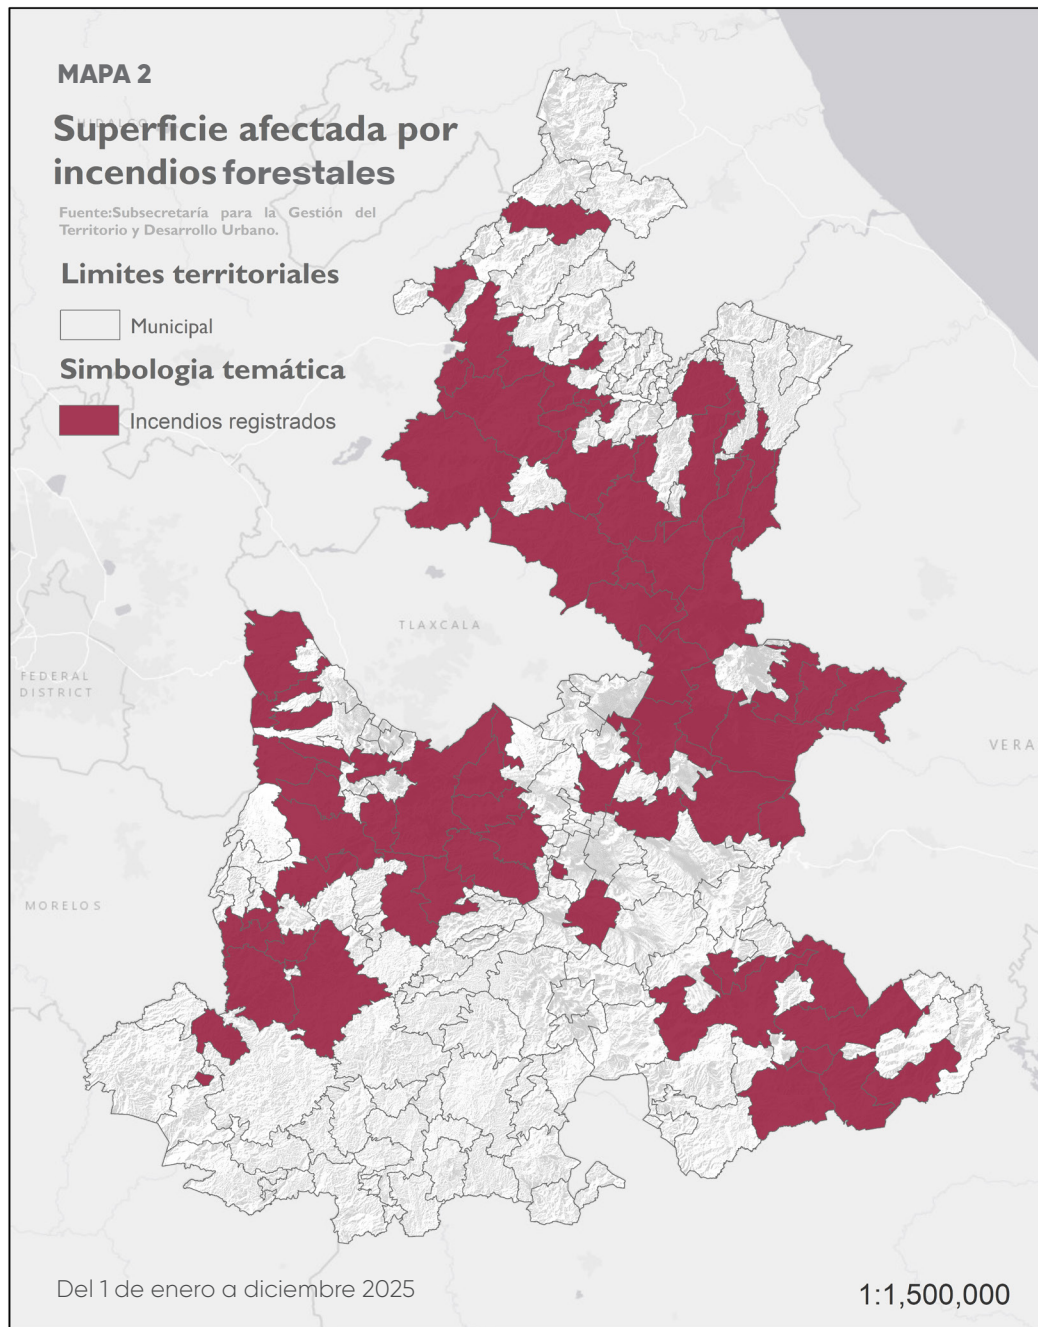 MAPA 2
Superficie afectada por
incendios forestales
Fuente:Subsecretaría para la Gestión del
Territorio y Desarrollo Urbano.
Limites territoriales
Municipal
Simbologia temática
Incendios registrados
HIDALGO
TLAXCALA
FEDERAL
DISTRICT
VERA
MORELOS
Del 1 de enero a diciembre 2025
1:1,500,000